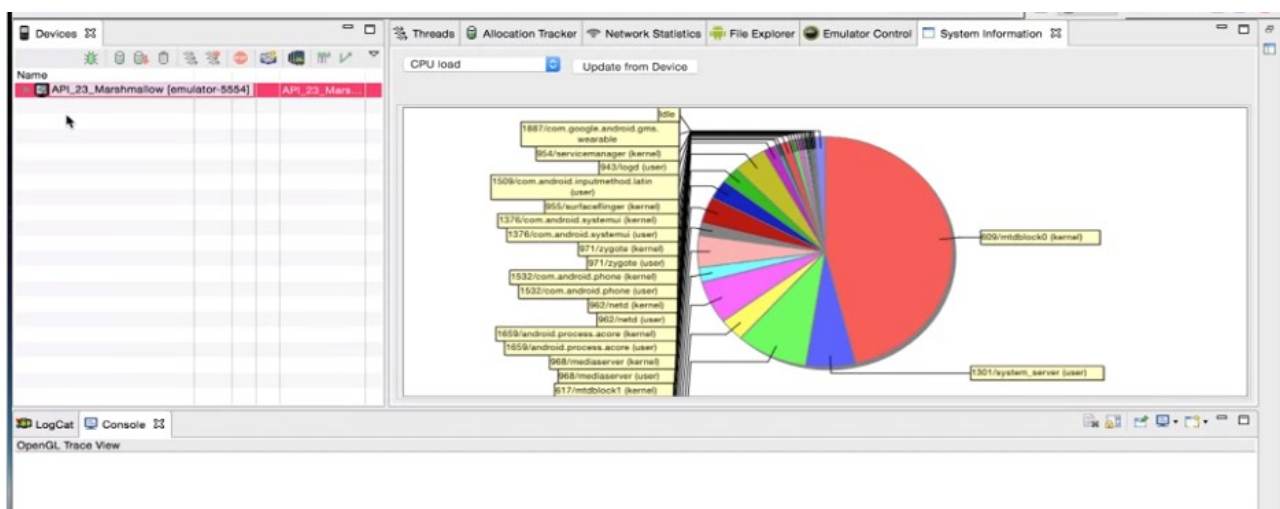 Devices
Threads
Allocation Tracker
Network Statistics
File Explorer
Emulator Control
System Information
CPU load
Update from Device
Name
API_23_Marshmallow [emulator-5554]
API_23_Mars...
Idle
1887/com.google.android.gms.
wearable
954/servicemanager (kernel)
943/logd (user)
1509/com.android.inputmethod.latin
(user)
955/surfaceflinger (kernel)
1376/com.android.systemui (kernel)
1376/com.android.systemui (user)
971/zygote (kernel)
971/zygote (user)
1532/com.android.phone (kernel)
1532/com.android.phone (user)
962/netd (kernel)
962/netd (user)
1659/android.process.acore (kernel)
1659/android.process.acore (user)
968/mediaserver (kernel)
968/mediaserver (user)
617/mtdblock1 (kernel)
609/mtdblock0 (kernel)
1301/system_server (user)
LogCat
Console
OpenGL Trace View